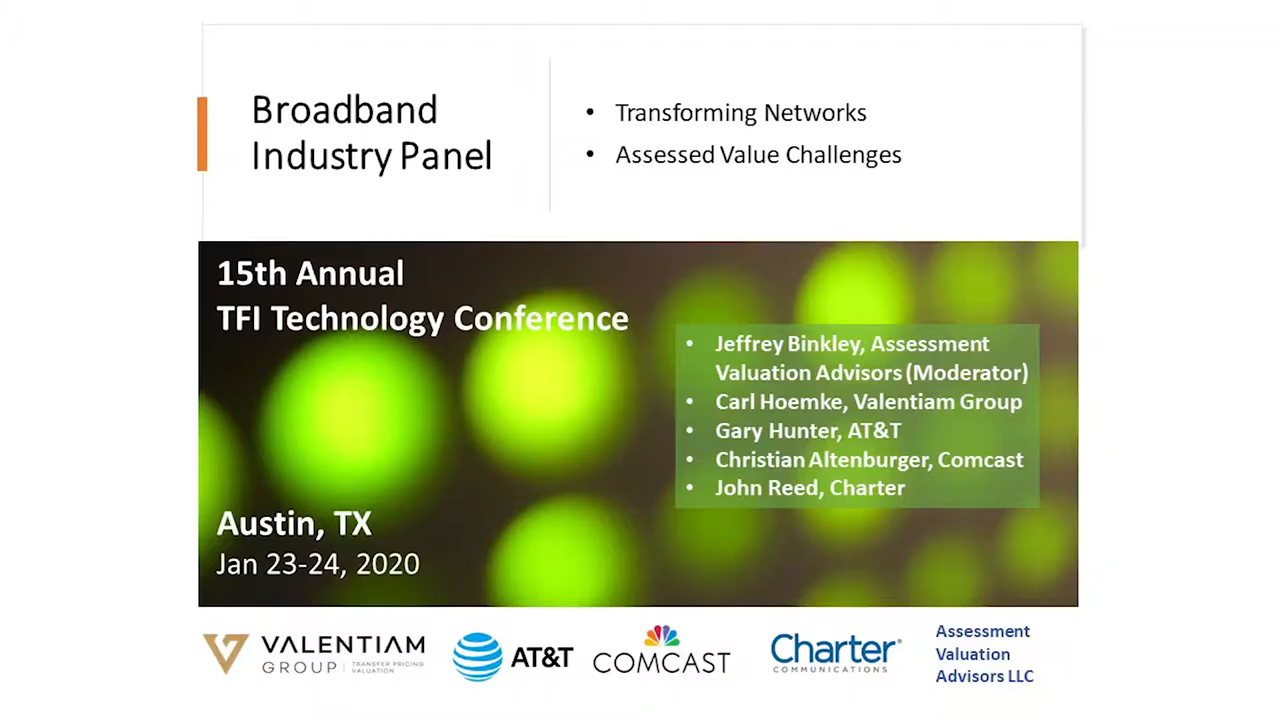 Broadband
Industry Panel
• Transforming Networks
• Assessed Value Challenges
15th Annual
TFI Technology Conference
• Jeffrey Binkley, Assessment
Valuation Advisors (Moderator)
• Carl Hoemke, Valentiam Group
• Gary Hunter, AT&T
• Christian Altenburger, Comcast
• John Reed, Charter
Austin, TX
Jan 23-24, 2020
VALENTIAM
GROUP | TRANSFER PRICING
VALUATION
AT&T
COMCAST
Charter
COMMUNICATIONS
Assessment
Valuation
Advisors LLC